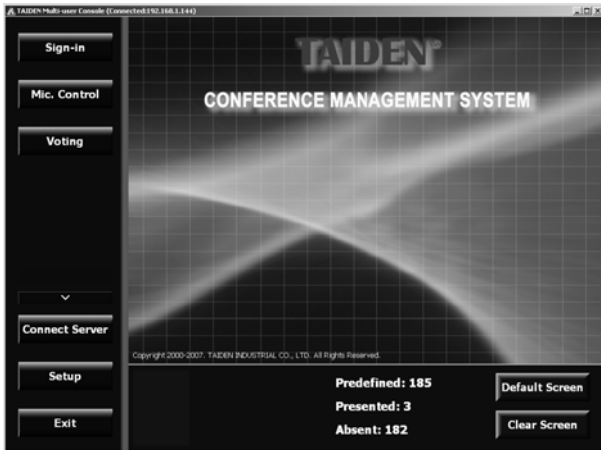 TAIDEN Multi-user Console (Connected:192.168.1.144)
Sign-in
Mic. Control
Voting
Connect Server
Setup
Exit
TAIDEN®
CONFERENCE MANAGEMENT SYSTEM
Copyright 2000-2007. TAIDEN INDUSTRIAL CO., LTD. All Rights Reserved.
Predefined: 185
Presented: 3
Absent: 182
Default Screen
Clear Screen